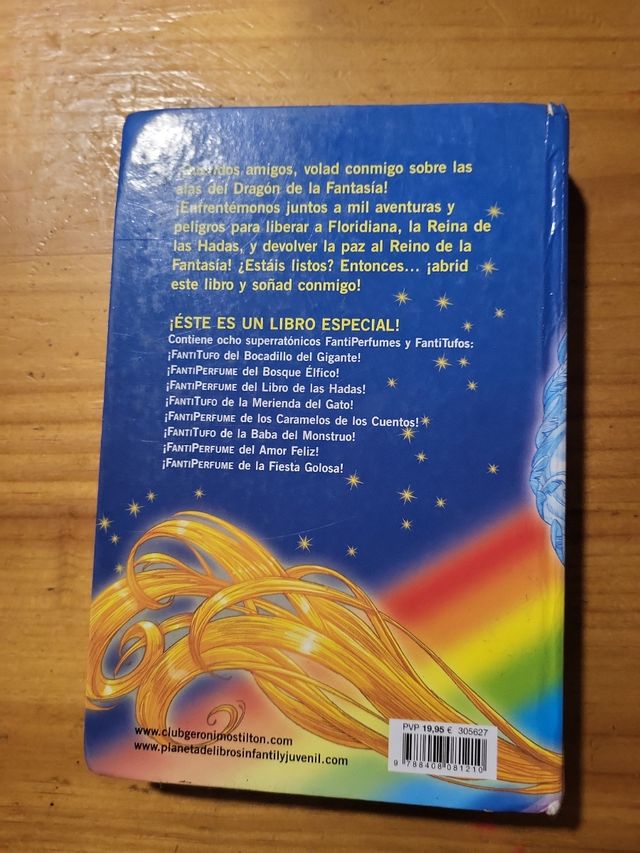 amigos, volad conmigo sobre las
alas del Dragón de la Fantasía!
¡Enfrentémonos juntos a mil aventuras y
peligros para liberar a Floridiana, la Reina de
las Hadas, y devolver la paz al Reino de la
Fantasía! ¿Estáis listos? Entonces... ¡abrid
este libro y soñad conmigo!
¡ÉSTE ES UN LIBRO ESPECIAL!
Contiene ocho superratónicos FantiPerfumes y FantiTufos:
¡FANTITUFO del Bocadillo del Gigante!
¡FANTIPERFUME del Bosque Élfico!
¡FANTIPERFUME del Libro de las Hadas!
¡FANTITUFO de la Merienda del Gato!
¡FANTIPERFUME de los Caramelos de los Cuentos!
¡FANTITUFO de la Baba del Monstruo!
¡FANTIPERFUME del Amor Feliz!
¡FANTIPERFUME de la Fiesta Golosa!
www.clubgeronimostilton.com
www.planetadelibrosinfantilyjuvenil.com
PVP 19,95 € 305627
9 788408 081210